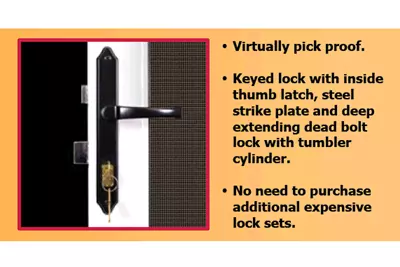 • Virtually pick proof.
• Keyed lock with inside
thumb latch, steel
strike plate and deep
extending dead bolt
lock with tumbler
cylinder.
• No need to purchase
additional expensive
lock sets.